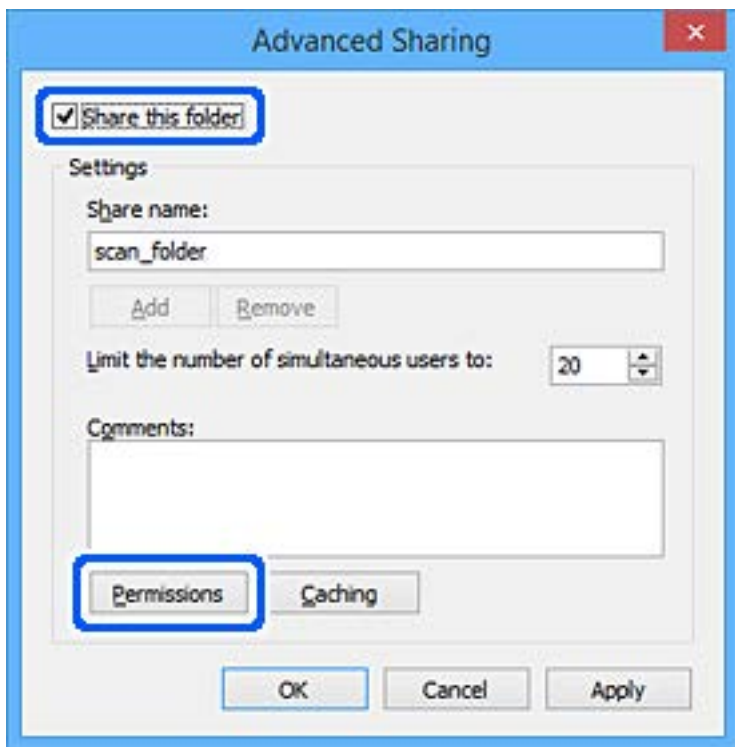 Advanced Sharing
Share this folder
Settings
Share name:
scan_folder
Add Remove
Limit the number of simultaneous users to: 20
Comments:
Permissions Caching
OK Cancel Apply